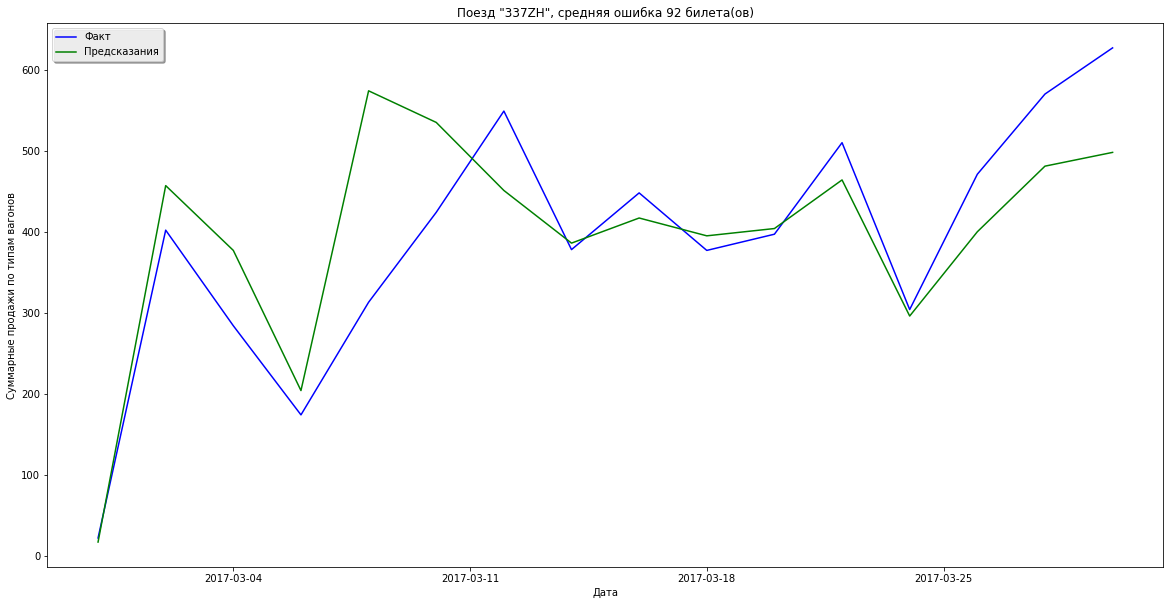 Поезд "337ZH", средняя ошибка 92 билета(ов)
Факт
Предсказания
Суммарные продажи по типам вагонов
600
500
400
300
200
100
0
2017-03-04
2017-03-11
2017-03-18
2017-03-25
Дата